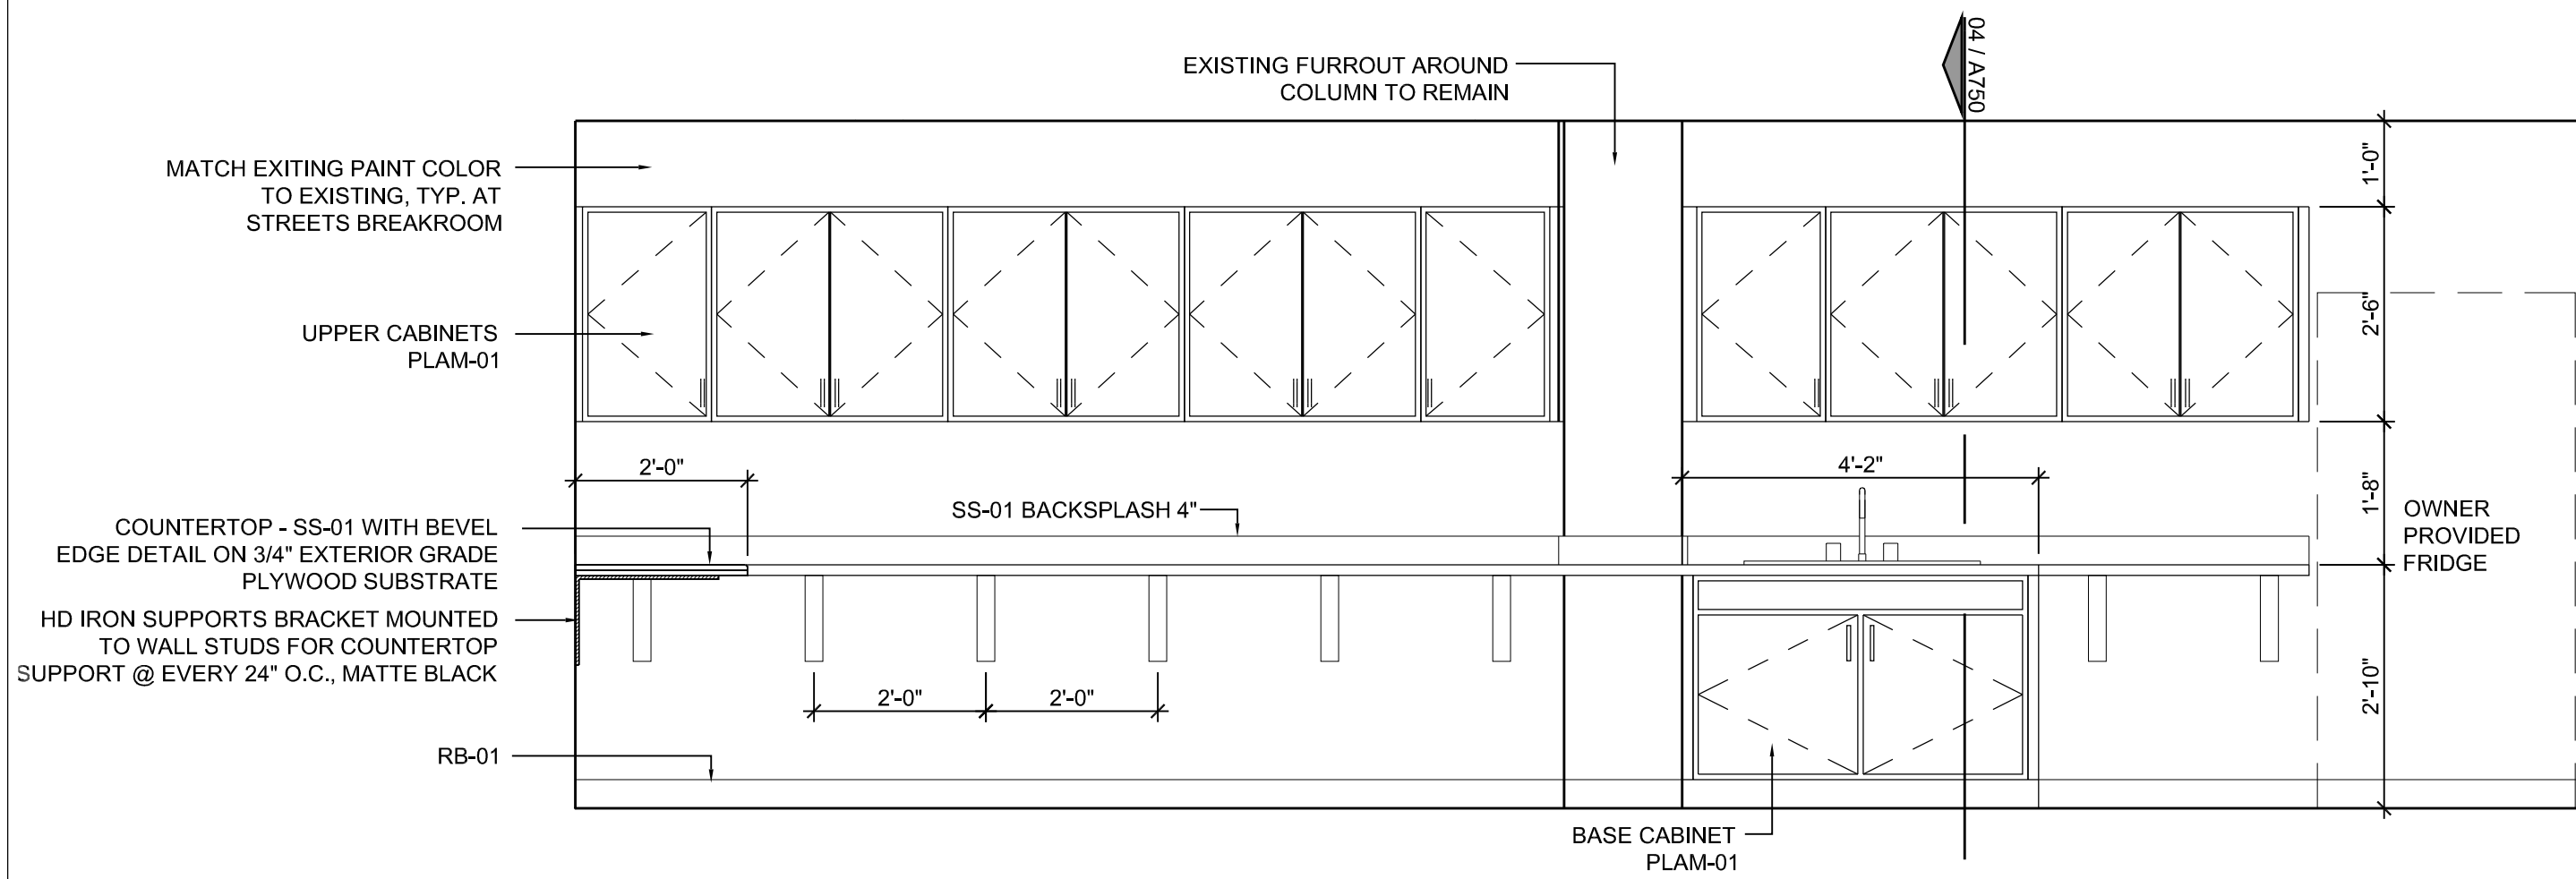 EXISTING FURROUT AROUND
COLUMN TO REMAIN
04 / A750
MATCH EXITING PAINT COLOR
TO EXISTING, TYP. AT
STREETS BREAKROOM
1'-0"
UPPER CABINETS
PLAM-01
2'-6"
2'-0"
4'-2"
1'-8"
SS-01 BACKSPLASH 4"
OWNER
PROVIDED
FRIDGE
COUNTERTOP - SS-01 WITH BEVEL
EDGE DETAIL ON 3/4" EXTERIOR GRADE
PLYWOOD SUBSTRATE
HD IRON SUPPORTS BRACKET MOUNTED
TO WALL STUDS FOR COUNTERTOP
SUPPORT @ EVERY 24" O.C., MATTE BLACK
2'-0"
2'-0"
2'-10"
RB-01
BASE CABINET
PLAM-01